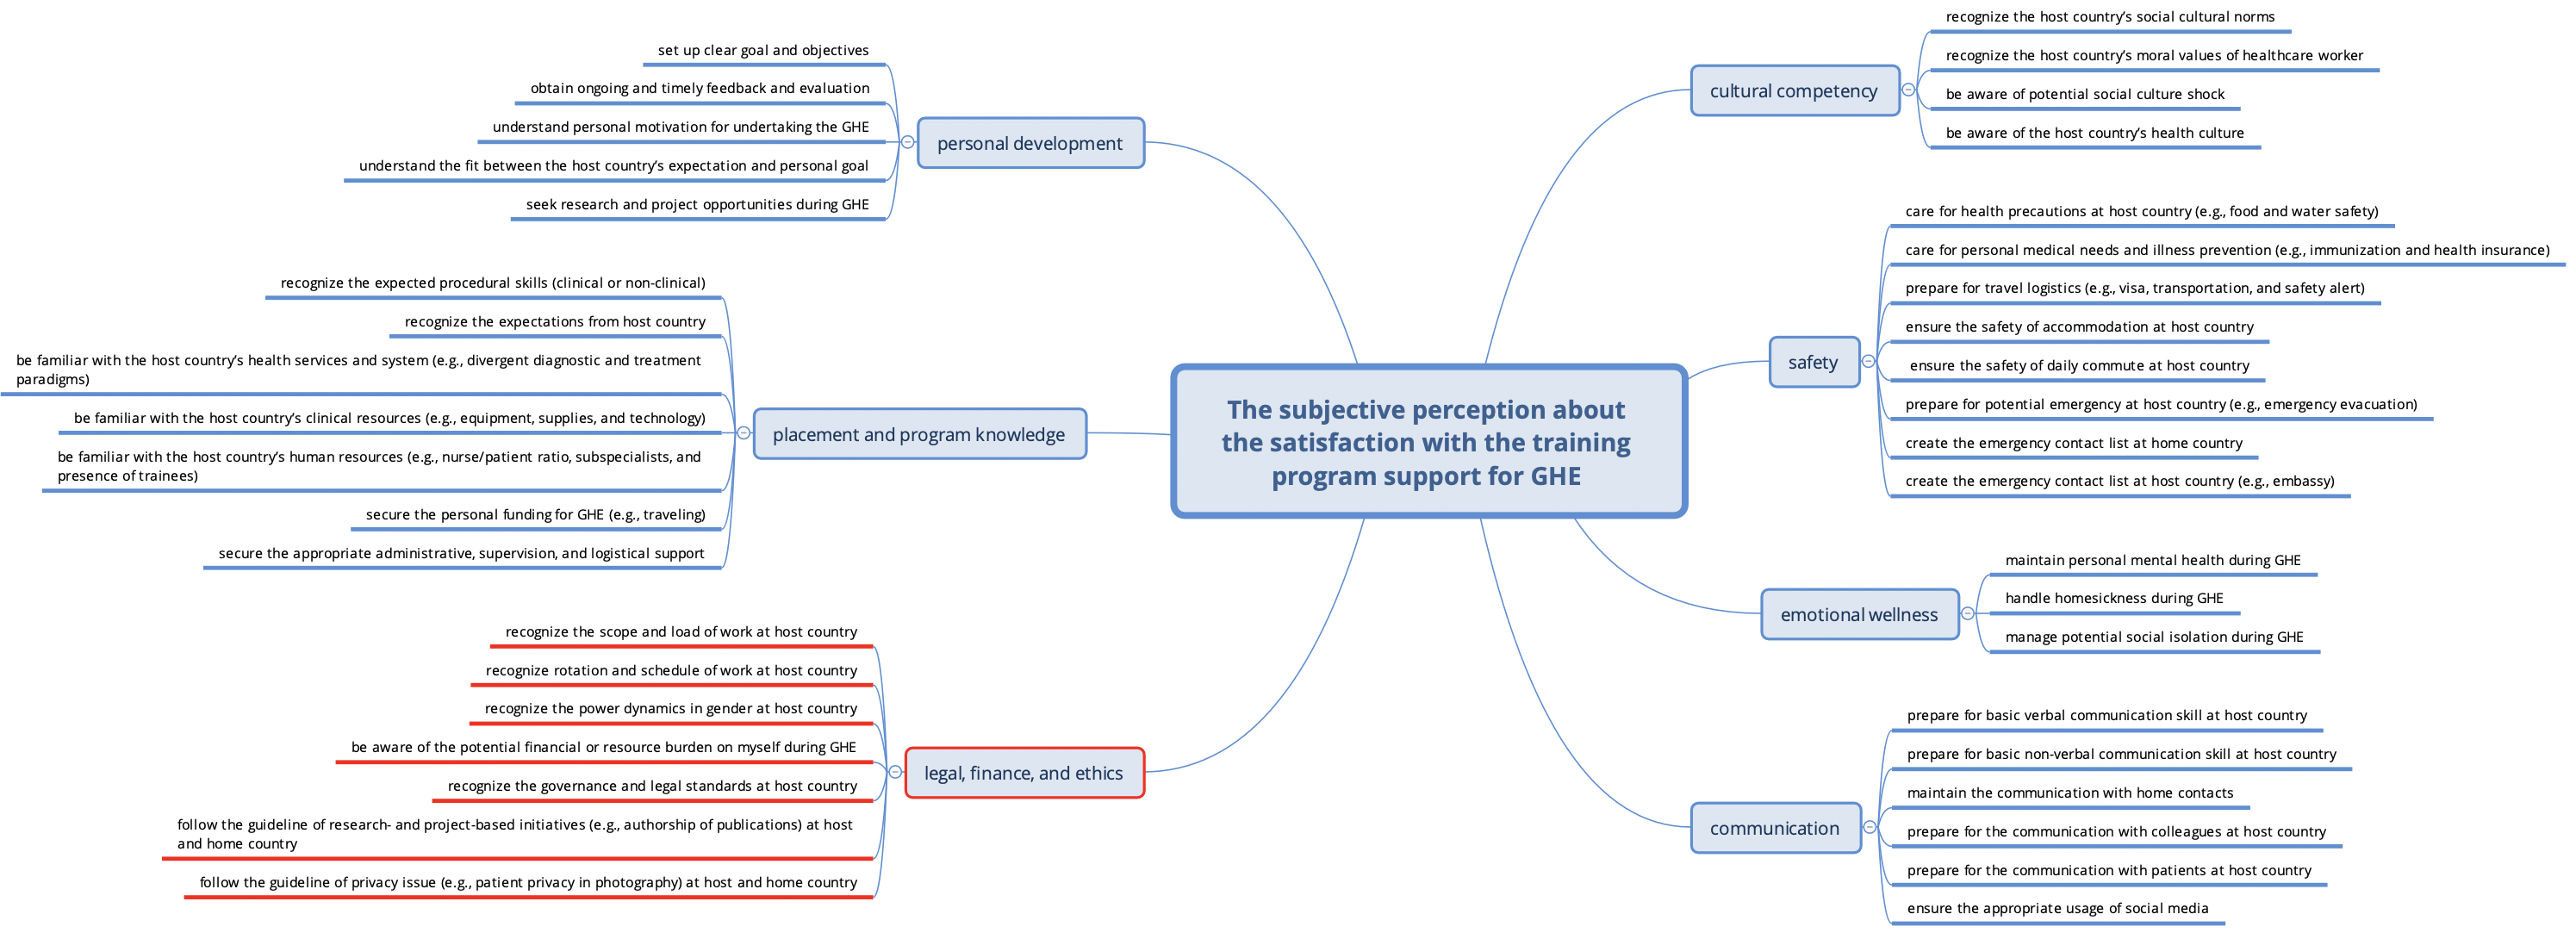 The subjective perception about
the satisfaction with the training
program support for GHE
personal development
set up clear goal and objectives
obtain ongoing and timely feedback and evaluation
understand personal motivation for undertaking the GHE
understand the fit between the host country’s expectation and personal goal
seek research and project opportunities during GHE
placement and program knowledge
recognize the expected procedural skills (clinical or non-clinical)
recognize the expectations from host country
be familiar with the host country’s health services and system (e.g., divergent diagnostic and treatment
paradigms)
be familiar with the host country’s clinical resources (e.g., equipment, supplies, and technology)
be familiar with the host country’s human resources (e.g., nurse/patient ratio, subspecialists, and
presence of trainees)
secure the personal funding for GHE (e.g., traveling)
secure the appropriate administrative, supervision, and logistical support
legal, finance, and ethics
recognize the scope and load of work at host country
recognize rotation and schedule of work at host country
recognize the power dynamics in gender at host country
be aware of the potential financial or resource burden on myself during GHE
recognize the governance and legal standards at host country
follow the guideline of research- and project-based initiatives (e.g., authorship of publications) at host
and home country
follow the guideline of privacy issue (e.g., patient privacy in photography) at host and home country
cultural competency
recognize the host country’s social cultural norms
recognize the host country’s moral values of healthcare worker
be aware of potential social culture shock
be aware of the host country’s health culture
safety
care for health precautions at host country (e.g., food and water safety)
care for personal medical needs and illness prevention (e.g., immunization and health insurance)
prepare for travel logistics (e.g., visa, transportation, and safety alert)
ensure the safety of accommodation at host country
ensure the safety of daily commute at host country
prepare for potential emergency at host country (e.g., emergency evacuation)
create the emergency contact list at home country
create the emergency contact list at host country (e.g., embassy)
emotional wellness
maintain personal mental health during GHE
handle homesickness during GHE
manage potential social isolation during GHE
communication
prepare for basic verbal communication skill at host country
prepare for basic non-verbal communication skill at host country
maintain the communication with home contacts
prepare for the communication with colleagues at host country
prepare for the communication with patients at host country
ensure the appropriate usage of social media